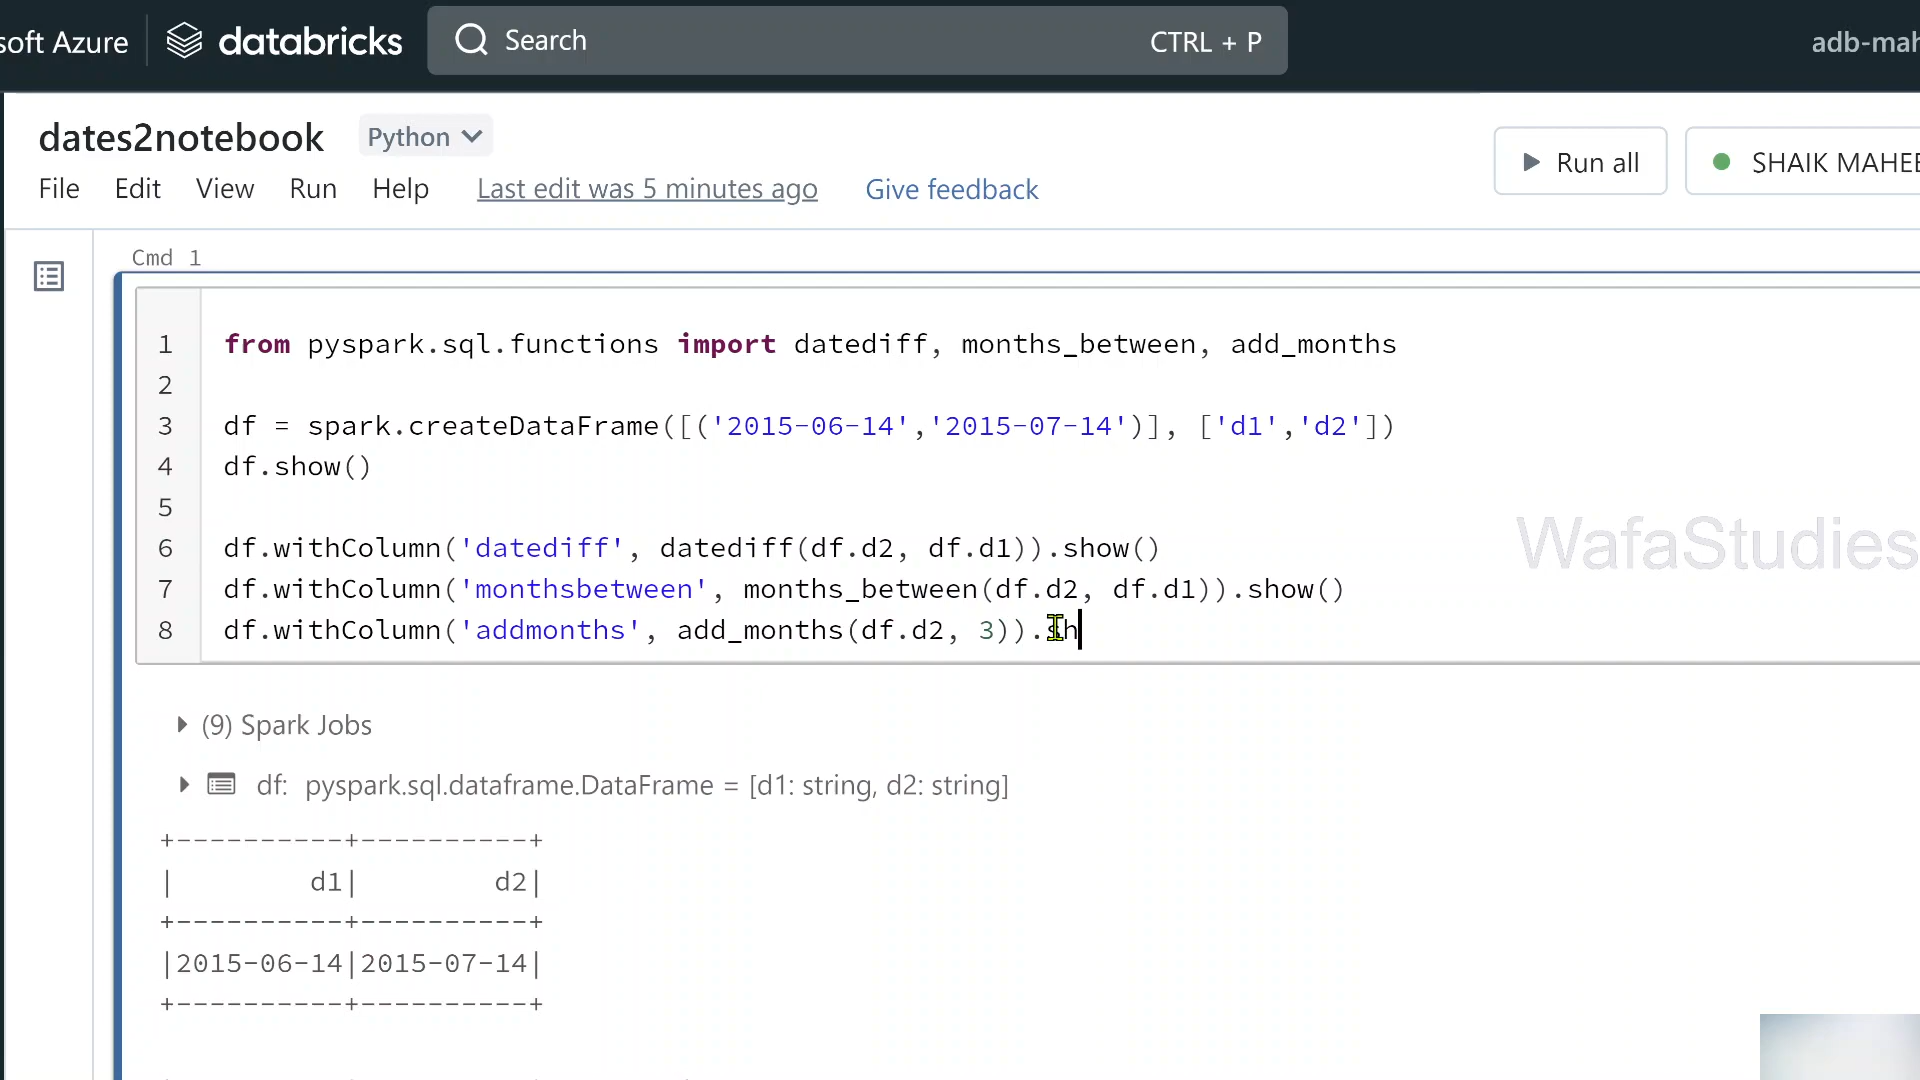 soft Azure databricks Search CTRL + P adb-mah
dates2notebook Python
Run all SHAIK MAHEE
File Edit View Run Help Last edit was 5 minutes ago Give feedback
Cmd 1
1 from pyspark.sql.functions import datediff, months_between, add_months
2
3 df = spark.createDataFrame([('2015-06-14','2015-07-14')], ['d1','d2'])
4 df.show()
5
6 df.withColumn('datediff', datediff(df.d2, df.d1)).show()
WafaStudies
7 df.withColumn('monthsbetween', months_between(df.d2, df.d1)).show()
8 df.withColumn('addmonths', add_months(df.d2, 3)).sh
(9) Spark Jobs
df: pyspark.sql.dataframe.DataFrame = [d1: string, d2: string]
+----------+----------+
|        d1|        d2|
+----------+----------+
|2015-06-14|2015-07-14|
+----------+----------+